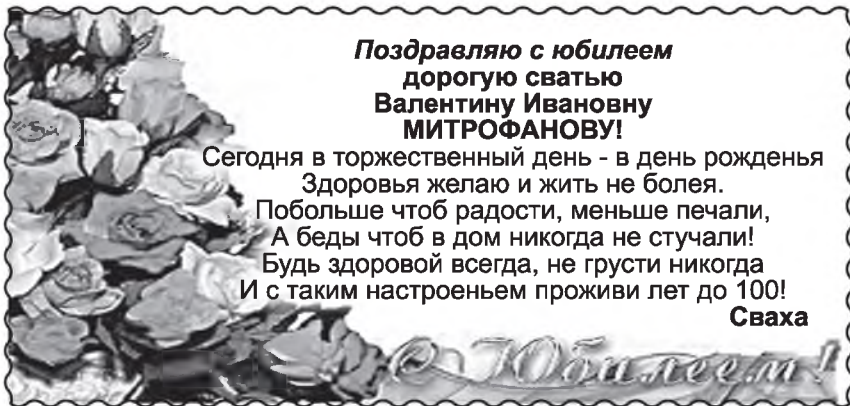 Поздравляю с юбилеем
дорогую сватью
Валентину Ивановну
МИТРОФАНОВУ!
Сегодня в торжественный день - в день рожденья
Здоровья желаю и жить не болея.
Побольше чтоб радости, меньше печали,
А беды чтоб в дом никогда не стучали!
Будь здоровой всегда, не грусти никогда
И с таким настроеньем проживи лет до 100!
Сваха
С Юбилеем!